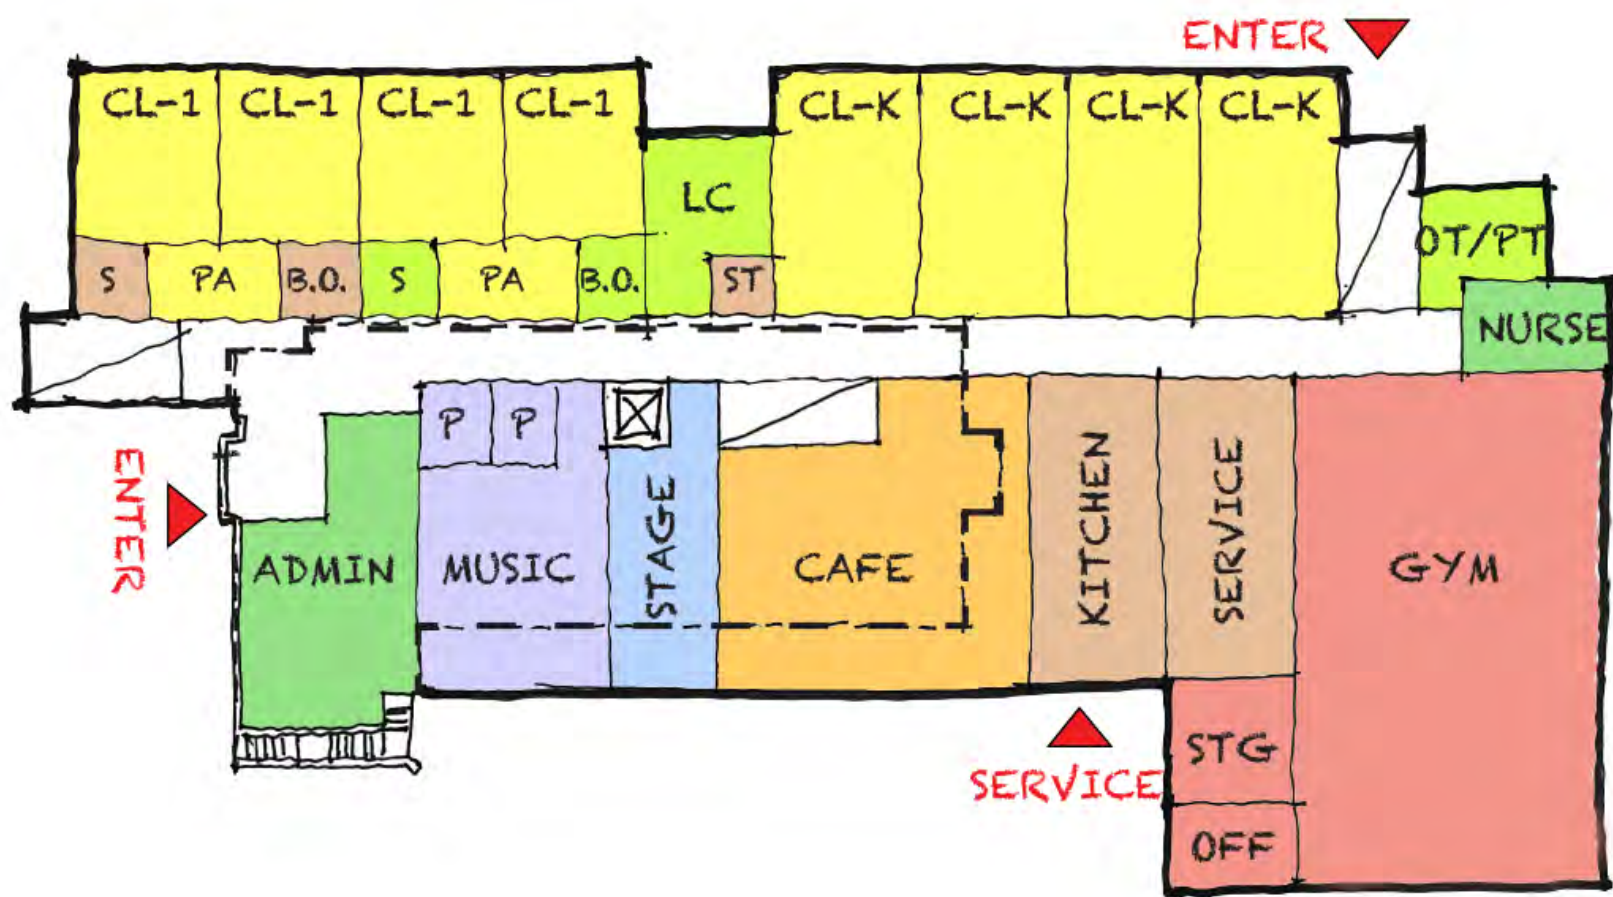 ENTER
CL-1 CL-1 CL-1 CL-1 CL-K CL-K CL-K CL-K
LC
OT/PT
S PA B.O. S PA B.O. ST
NURSE
P P
ENTER
ADMIN
MUSIC
STAGE
CAFE
KITCHEN
SERVICE
GYM
STG
SERVICE
OFF